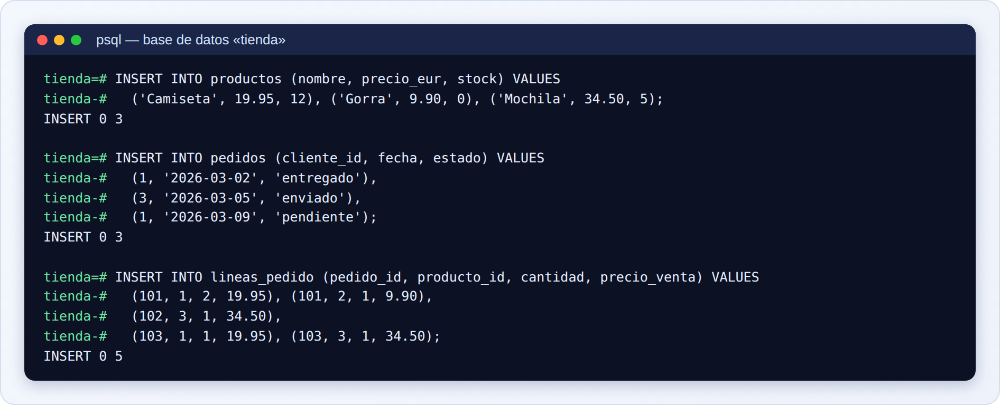 psql — base de datos «tienda»
tienda=# INSERT INTO productos (nombre, precio_eur, stock) VALUES
tienda-#   ('Camiseta', 19.95, 12), ('Gorra', 9.90, 0), ('Mochila', 34.50, 5);
INSERT 0 3
tienda=# INSERT INTO pedidos (cliente_id, fecha, estado) VALUES
tienda-#   (1, '2026-03-02', 'entregado'),
tienda-#   (3, '2026-03-05', 'enviado'),
tienda-#   (1, '2026-03-09', 'pendiente');
INSERT 0 3
tienda=# INSERT INTO lineas_pedido (pedido_id, producto_id, cantidad, precio_venta) VALUES
tienda-#   (101, 1, 2, 19.95), (101, 2, 1, 9.90),
tienda-#   (102, 3, 1, 34.50),
tienda-#   (103, 1, 1, 19.95), (103, 3, 1, 34.50);
INSERT 0 5